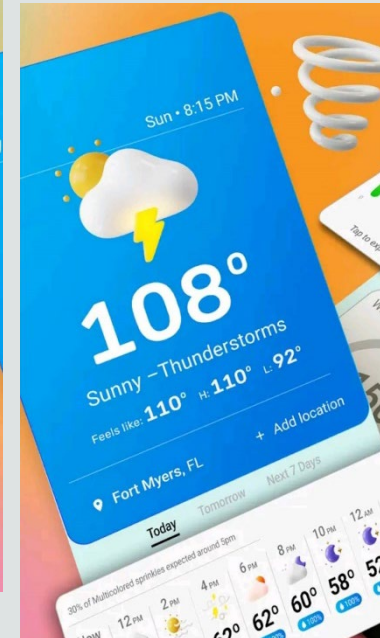 Sun • 8:15 PM
108°
Sunny –Thunderstorms
Feels like: 110° H: 110° L: 92°
+ Add location
Fort Myers, FL
Today Tomorrow Next 7 Days
30% of Multicolored sprinkles expected around 5pm
12 PM 2 PM 4 PM 6 PM 8 PM 10 PM 12 AM
62° 60° 58°
100% 100%
Tap to